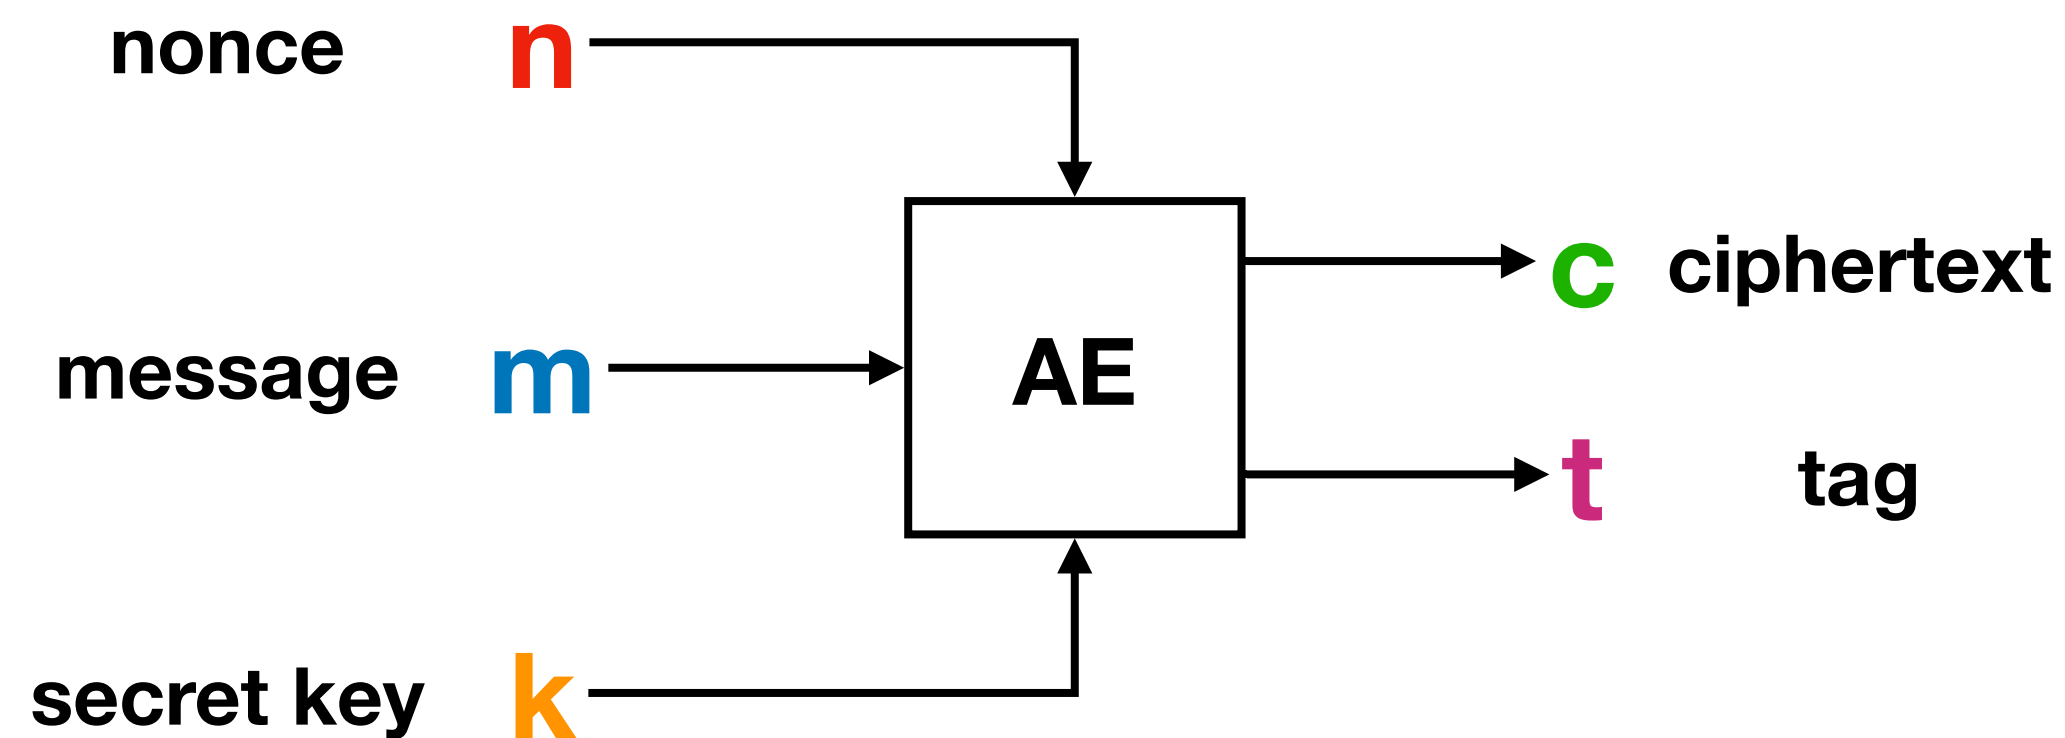 nonce n
c ciphertext
message m
AE
t tag
secret key k